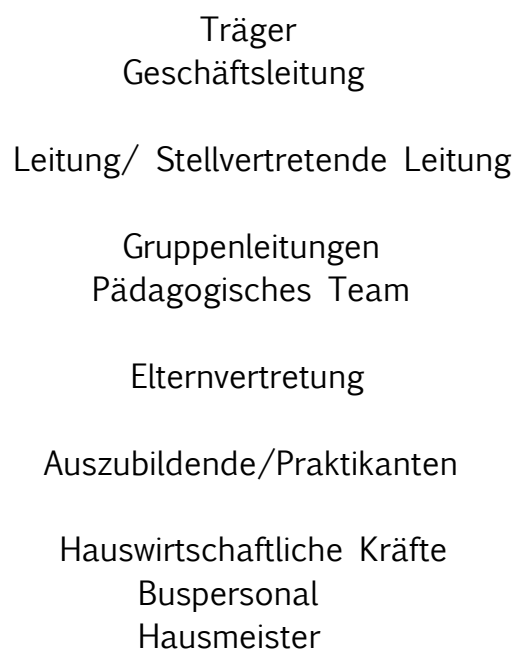 Träger
Geschäftsleitung
Leitung/ Stellvertretende Leitung
Gruppenleitungen
Pädagogisches Team
Elternvertretung
Auszubildende/Praktikanten
Hauswirtschaftliche Kräfte
Buspersonal
Hausmeister